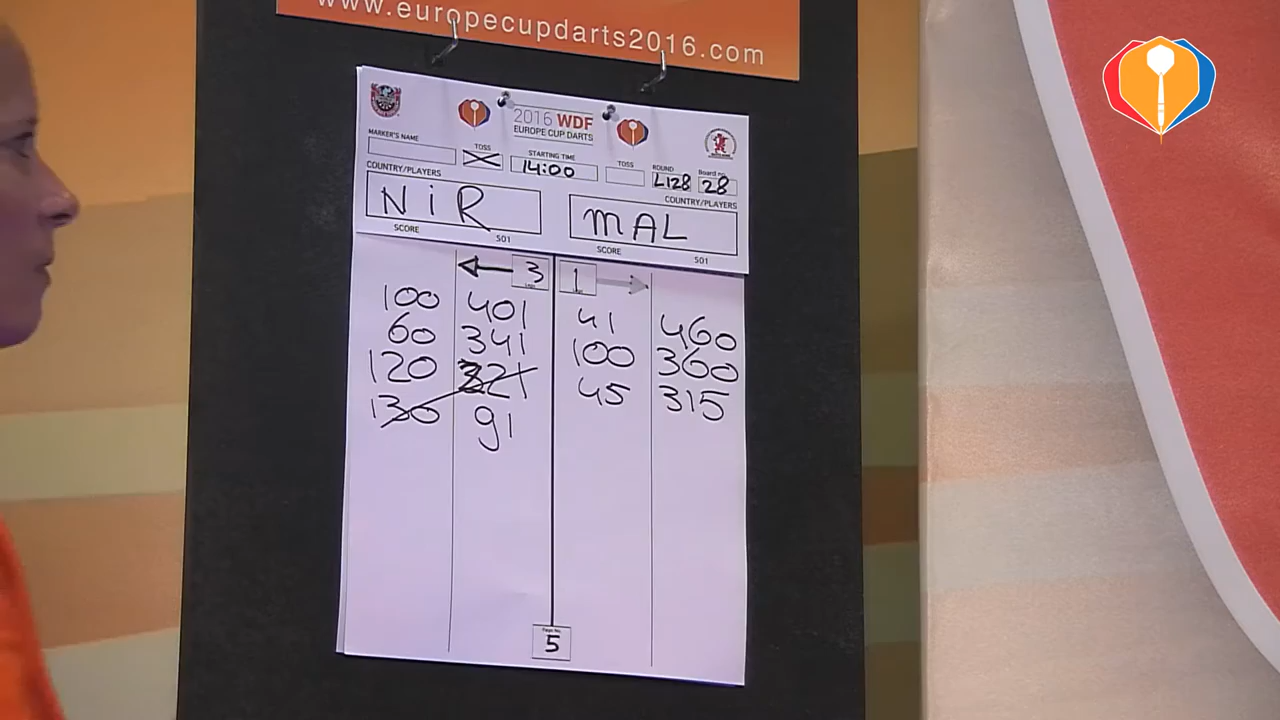 www.europecupdarts2016.com
2016 WDF
EUROPE CUP DARTS
MARKER'S NAME
TOSS
STARTING TIME
TOSS
ROUND
Board no.
X
14:00
L128
28
COUNTRY/PLAYERS
COUNTRY/PLAYERS
NiR
MAL
SCORE
501
SCORE
501
3
1
100 401 41 460
60 341 100 360
120 321 45 315
130 91
Page No.
5